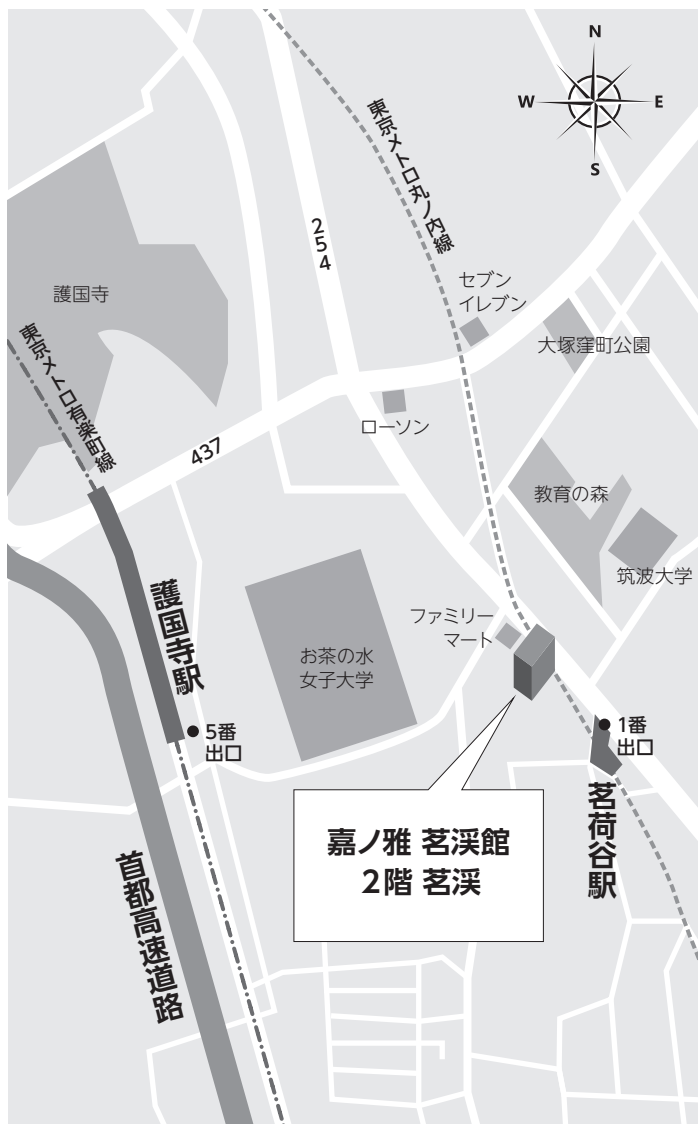 N
W
E
S
東京メトロ丸ノ内線
254
セブン
イレブン
護国寺
大塚窪町公園
東京メトロ有楽町線
ローソン
437
教育の森
筑波大学
護国寺駅
ファミリー
マート
お茶の水
女子大学
5番
出口
1番
出口
茗荷谷駅
嘉ノ雅 茗渓館
2階 茗渓
首都高速道路